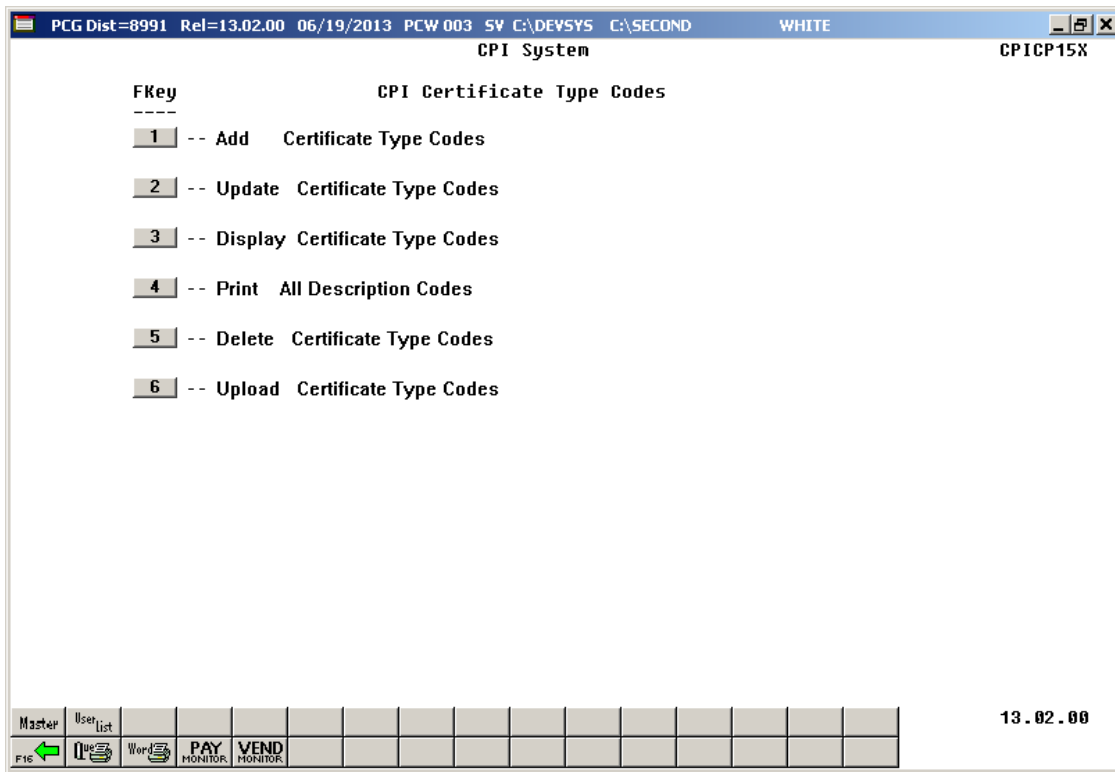 PCG Dist=8991 Rel=13.02.00 06/19/2013 PCW 003 SV C:\DEVSYS C:\SECOND WHITE
CPI System CPICP15X
FKey CPI Certificate Type Codes
----
1 -- Add Certificate Type Codes
2 -- Update Certificate Type Codes
3 -- Display Certificate Type Codes
4 -- Print All Description Codes
5 -- Delete Certificate Type Codes
6 -- Upload Certificate Type Codes
Master User list 13.02.00
F16 Que Word PAY MONITOR VEND MONITOR